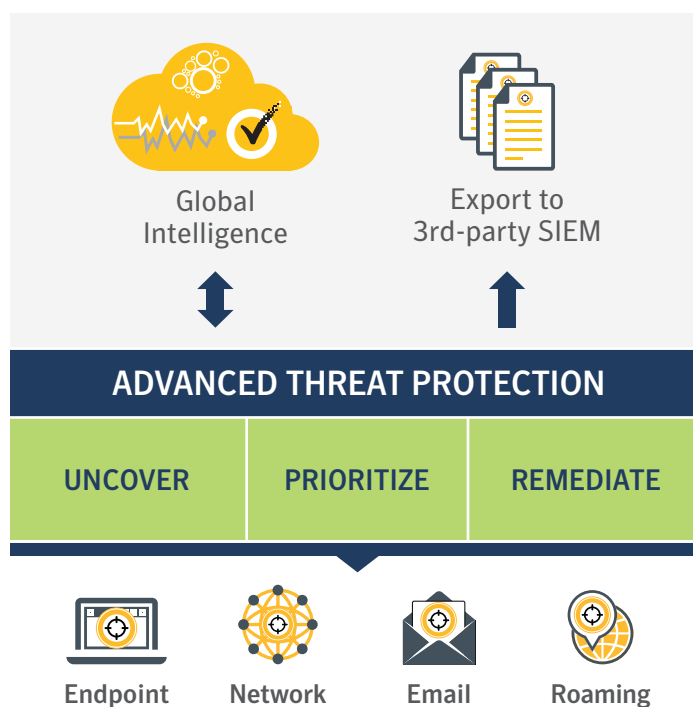 Global
Intelligence
Export to
3rd-party SIEM
ADVANCED THREAT PROTECTION
UNCOVER
PRIORITIZE
REMEDIATE
Endpoint
Network
Email
Roaming